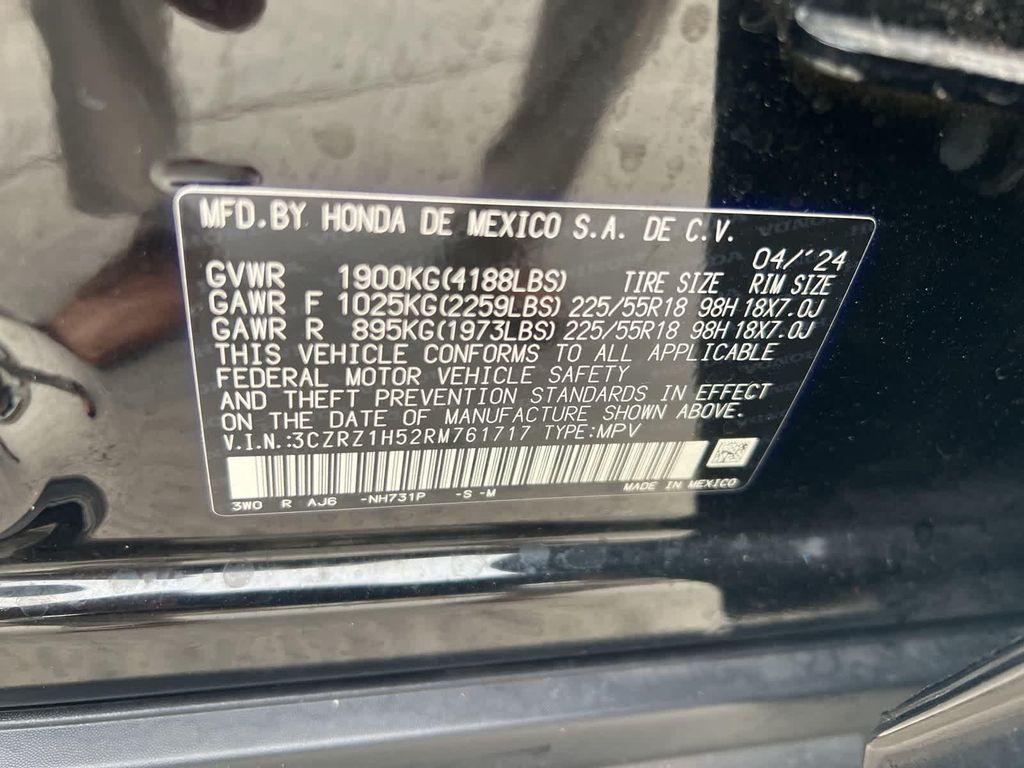 MFD.BY HONDA DE MEXICO S.A. DE C.V.
04/'24
GVWR 1900KG(4188LBS) TIRE SIZE RIM SIZE
GAWR F 1025KG(2259LBS) 225/55R18 98H 18X7.0J
GAWR R 895KG(1973LBS) 225/55R18 98H 18X7.0J
THIS VEHICLE CONFORMS TO ALL APPLICABLE
FEDERAL MOTOR VEHICLE SAFETY
AND THEFT PREVENTION STANDARDS IN EFFECT
ON THE DATE OF MANUFACTURE SHOWN ABOVE.
V.I.N.:3CZRZ1H52RM761717 TYPE:MPV
MADE IN MEXICO
3W0 R AJ6 -NH731P -S -M